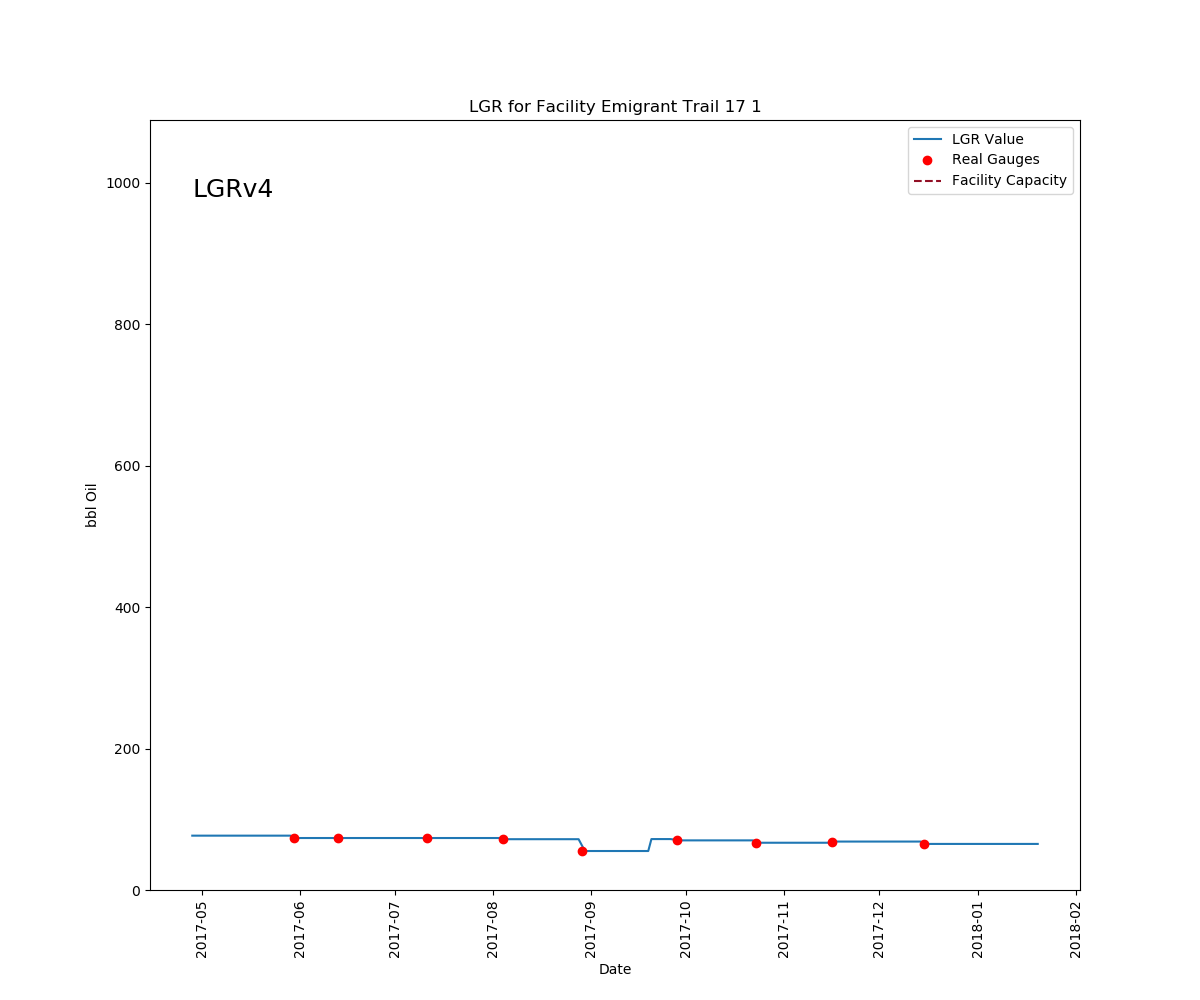 LGR for Facility Emigrant Trail 17 1
LGR Value
Real Gauges
Facility Capacity
LGRv4
1000
800
600
400
200
0
bbl Oil
2017-05
2017-06
2017-07
2017-08
2017-09
2017-10
2017-11
2017-12
2018-01
2018-02
Date